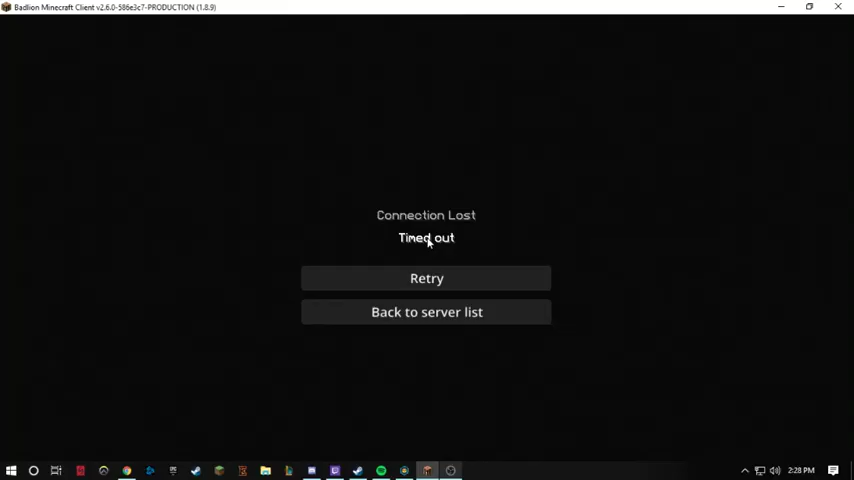 Badlion Minecraft Client v2.6.0-586e3c7-PRODUCTION (1.8.9)
Connection Lost
Timed out
Retry
Back to server list
2:28 PM